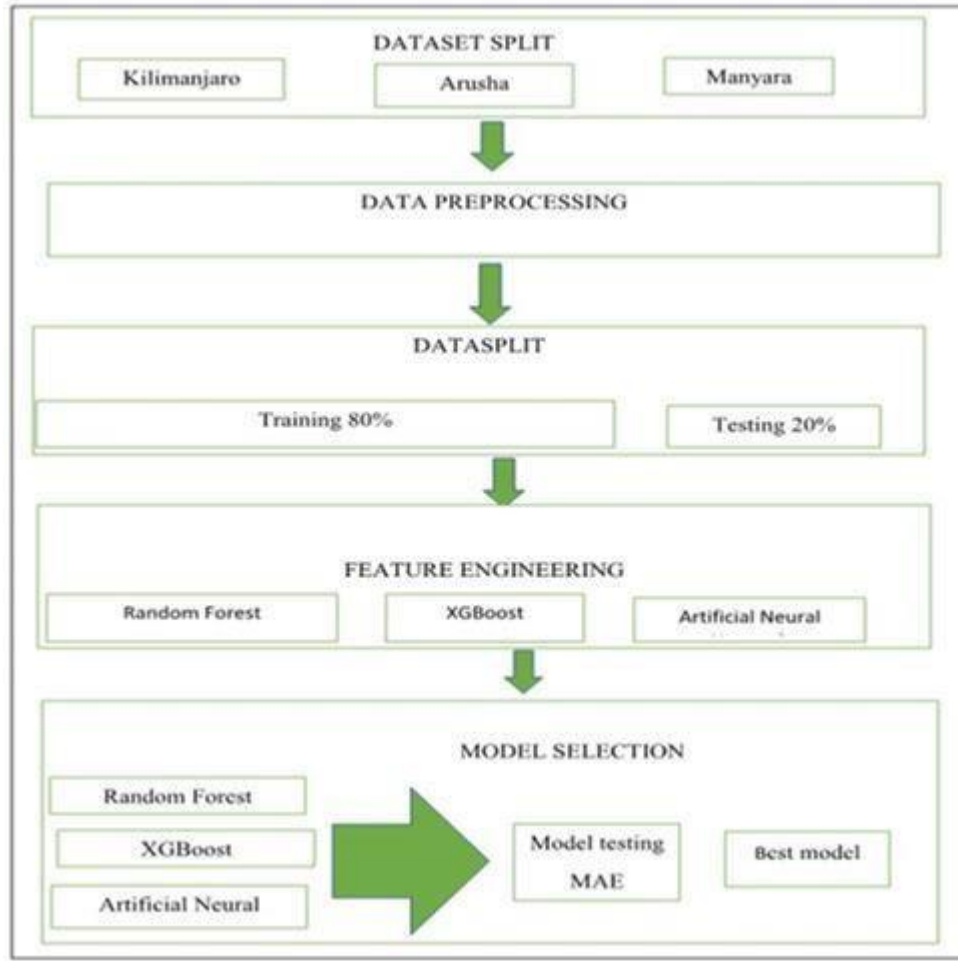 DATASET SPLIT
Kilimanjaro
Arusha
Manyara
DATA PREPROCESSING
DATASPLIT
Training 80%
Testing 20%
FEATURE ENGINEERING
Random Forest
XGBoost
Artificial Neural
MODEL SELECTION
Random Forest
XGBoost
Artificial Neural
Model testing
MAE
Best model